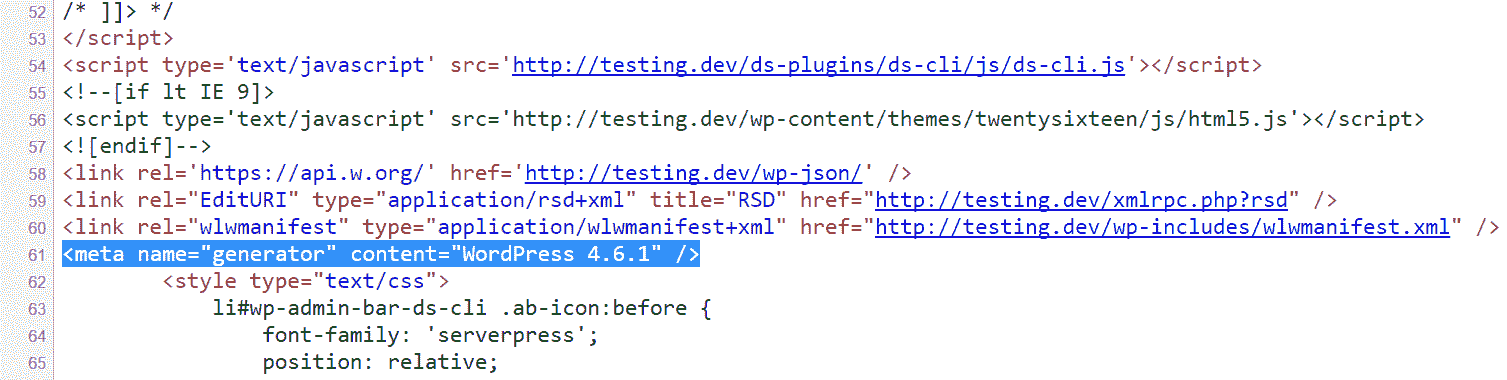 52 /* ]]> */
53 </script>
54 <script type='text/javascript' src='http://testing.dev/ds-plugins/ds-cli/js/ds-cli.js'></script>
55 <!--[if lt IE 9]>
56 <script type='text/javascript' src='http://testing.dev/wp-content/themes/twentysixteen/js/html5.js'></script>
57 <![endif]-->
58 <link rel='https://api.w.org/' href='http://testing.dev/wp-json/' />
59 <link rel="EditURI" type="application/rsd+xml" title="RSD" href="http://testing.dev/xmlrpc.php?rsd" />
60 <link rel="wlwmanifest" type="application/wlwmanifest+xml" href="http://testing.dev/wp-includes/wlwmanifest.xml" />
61 <meta name="generator" content="WordPress 4.6.1" />
62 <style type="text/css">
63 li#wp-admin-bar-ds-cli .ab-icon:before {
64 font-family: 'serverpress';
65 position: relative;